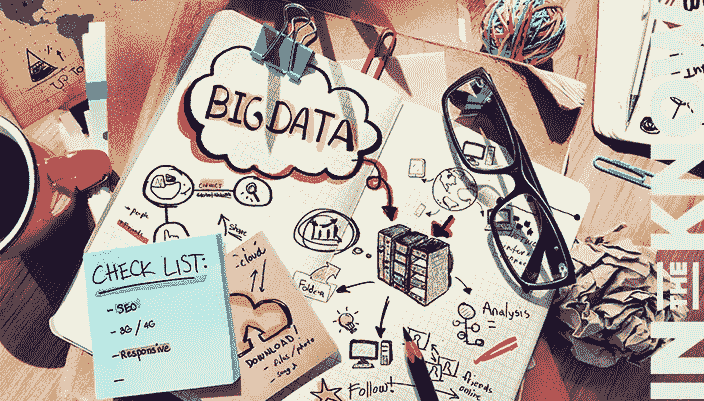 UP TO
BIG DATA
CONNECT
- people
Share
CHECK LIST:
- SEO
- 3G / 4G
- Responsive
-
- cloud
DOWNLOAD!
- files / photo
- song
Folder
Analysis
Follow!
friends
online
IN THE KNOW